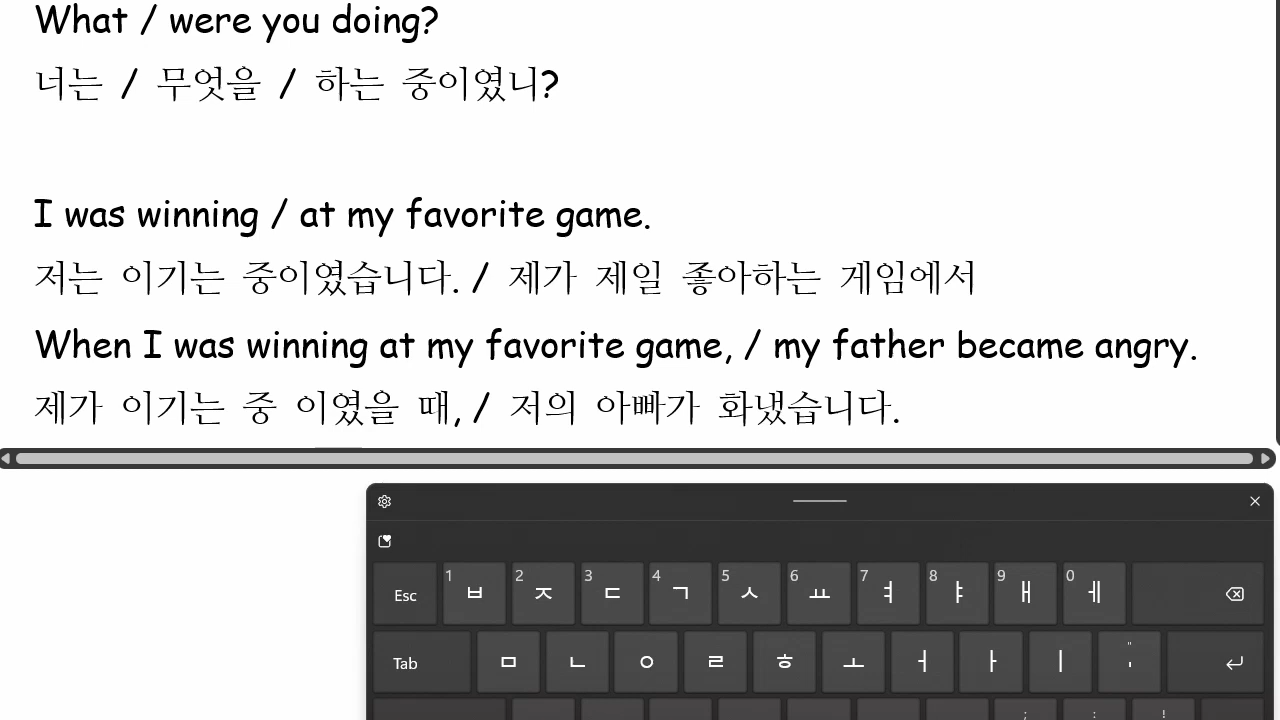 What / were you doing?
너는 / 무엇을 / 하는 중이였니?
I was winning / at my favorite game.
저는 이기는 중이였습니다. / 제가 제일 좋아하는 게임에서
When I was winning at my favorite game, / my father became angry.
제가 이기는 중 이였을 때, / 저의 아빠가 화냈습니다.
Esc 1 ㅂ 2 ㅈ 3 ㄷ 4 ㄱ 5 ㅅ 6 ㅛ 7 ㅕ 8 ㅑ 9 ㅐ 0 ㅔ
Tab ㅁ ㄴ ㅇ ㄹ ㅎ ㅗ ㅓ ㅏ ㅣ " '
; : !